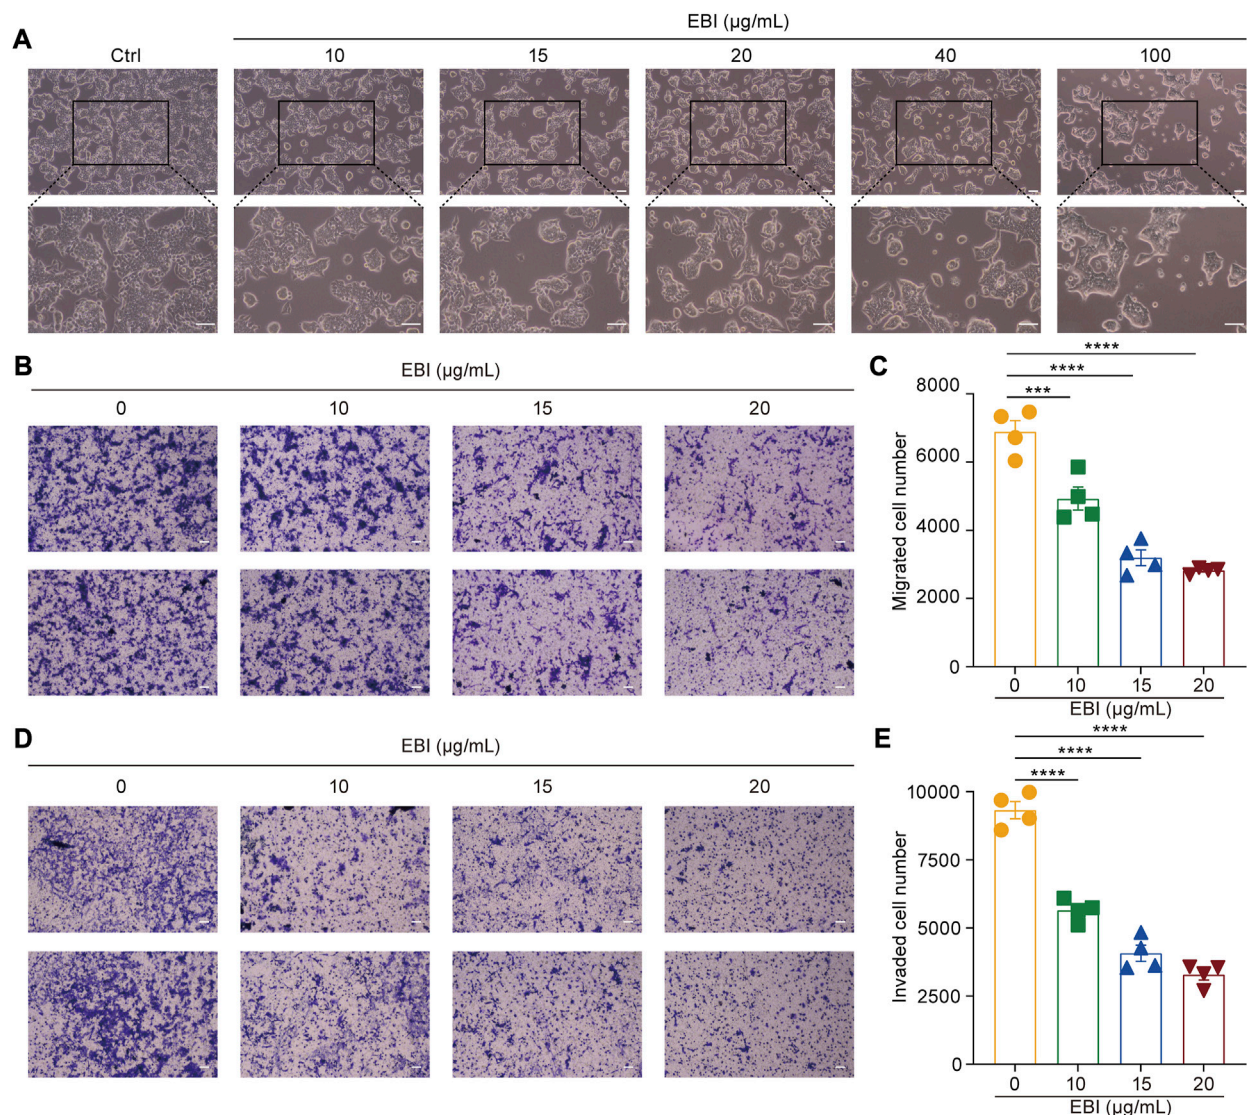 A
EBI (µg/mL)
Ctrl 10 15 20 40 100
B
EBI (µg/mL)
0 10 15 20
C
****
****
***
8000
6000
4000
2000
0
Migrated cell number
0 10 15 20
EBI (µg/mL)
D
EBI (µg/mL)
0 10 15 20
E
****
****
****
10000
7500
5000
2500
0
Invaded cell number
0 10 15 20
EBI (µg/mL)